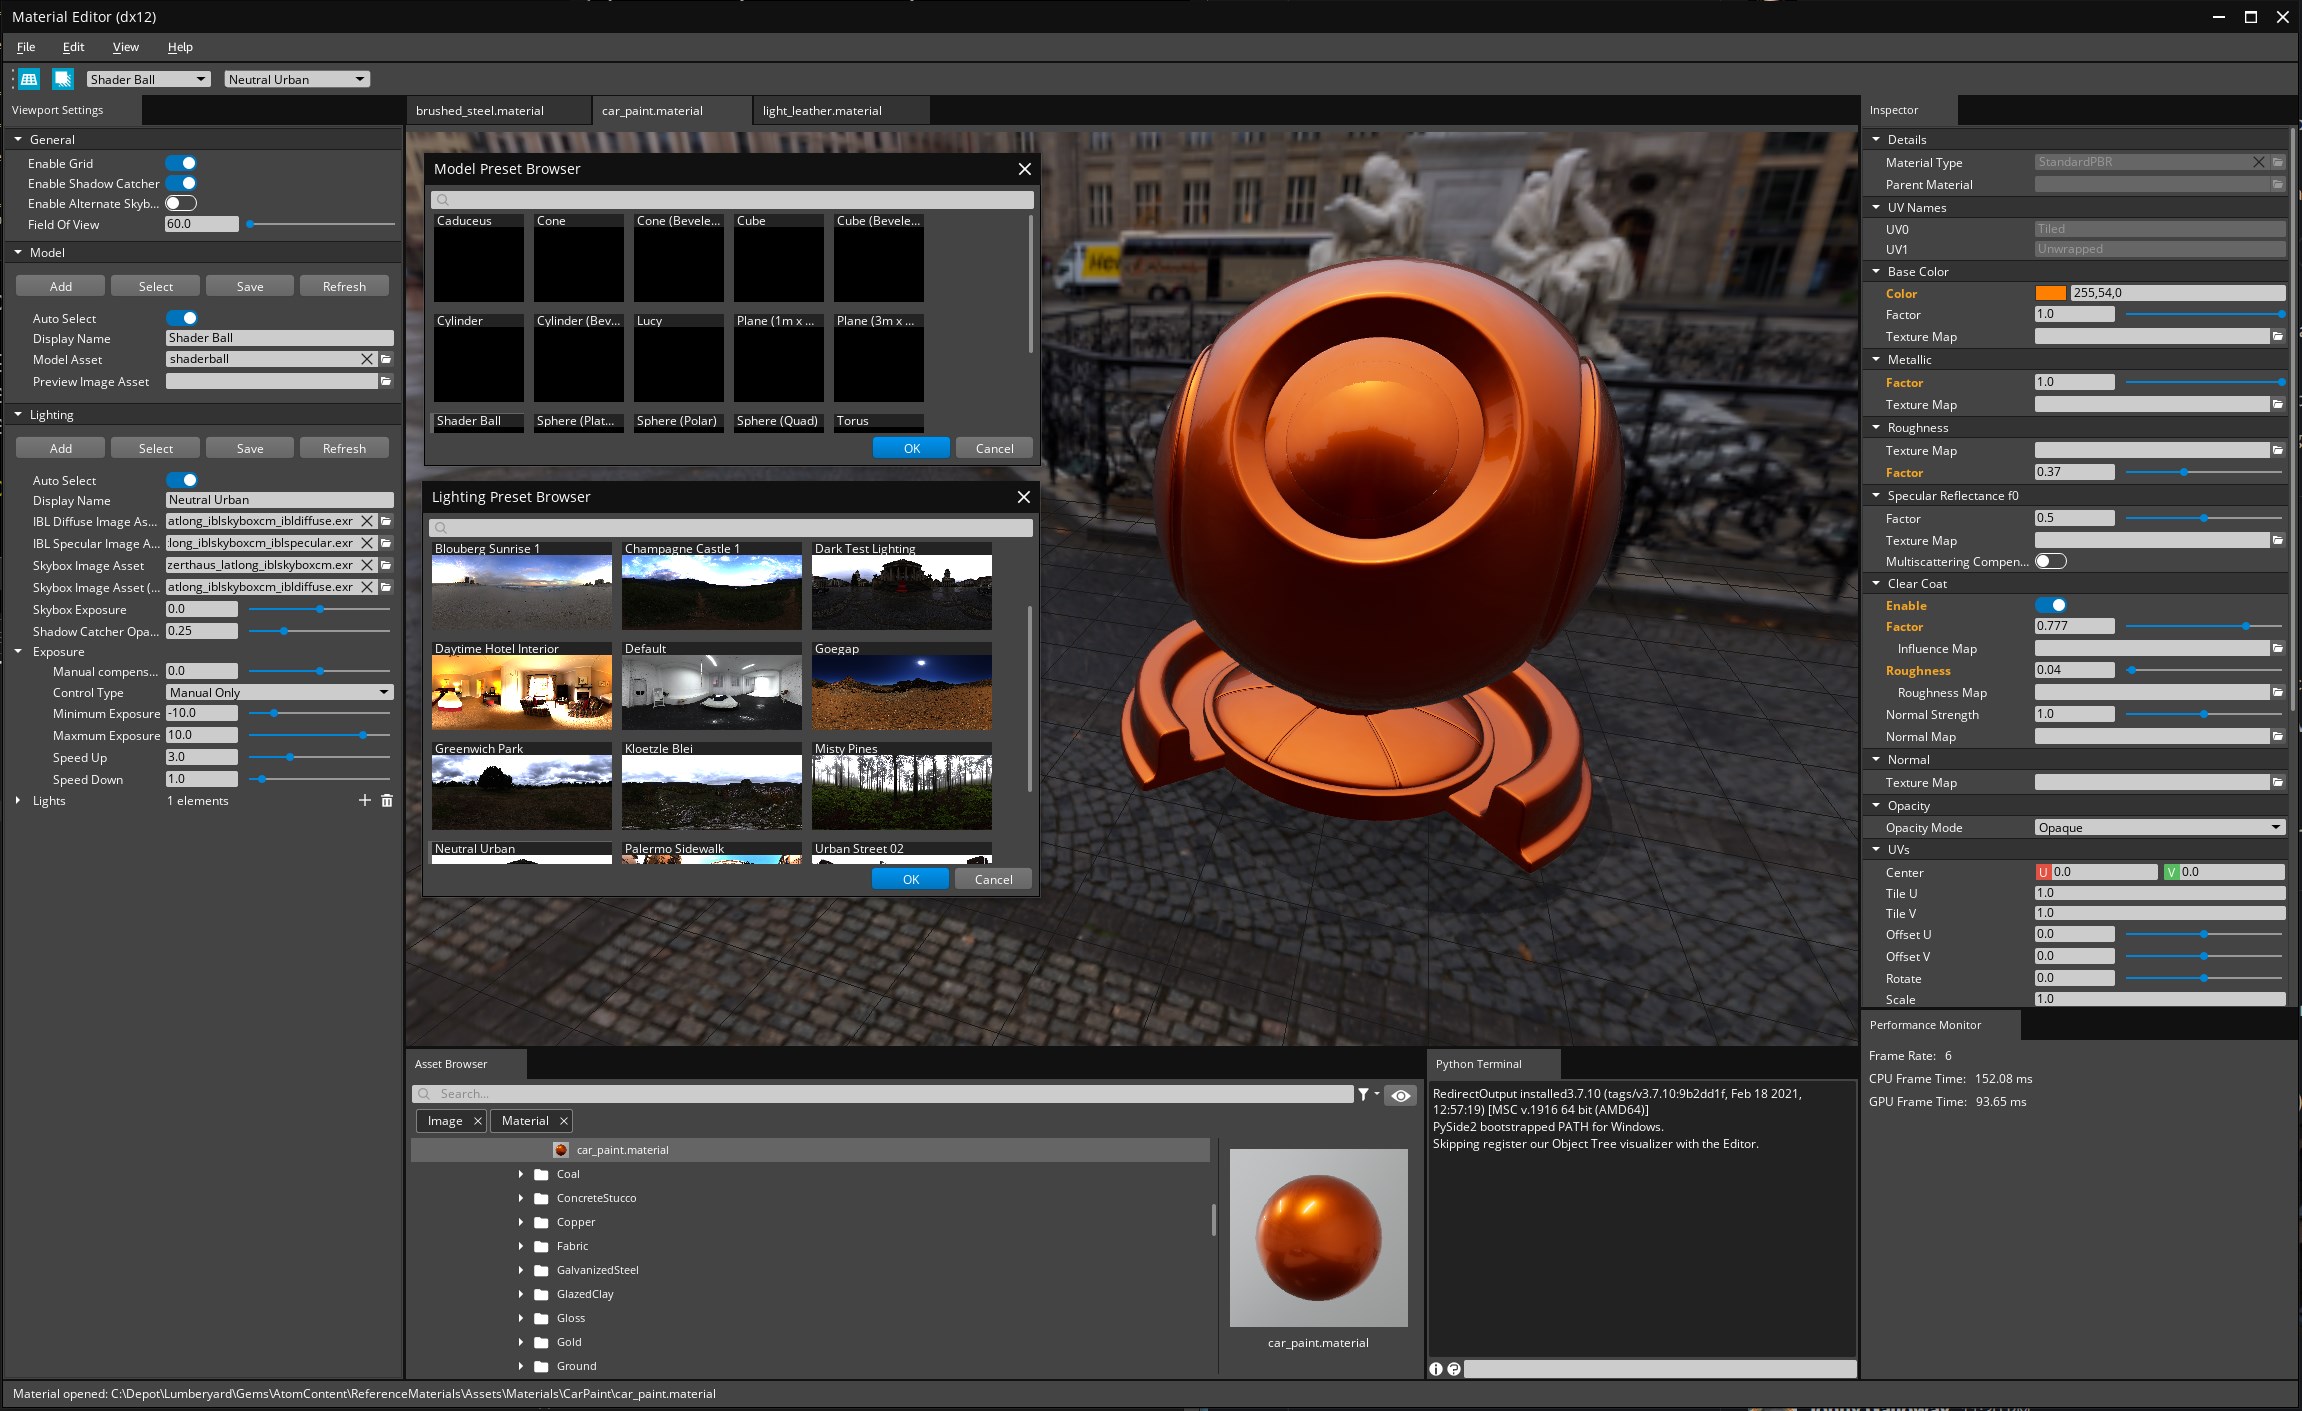 Material Editor (dx12)
File Edit View Help
Shader Ball Neutral Urban
Viewport Settings
General
Enable Grid
Enable Shadow Catcher
Enable Alternate Skyb...
Field Of View 60.0
Model
Add Select Save Refresh
Auto Select
Display Name Shader Ball
Model Asset shaderball
Preview Image Asset
Lighting
Add Select Save Refresh
Auto Select
Display Name Neutral Urban
IBL Diffuse Image As... atlong_iblskyboxcm_ibldiffuse.exr
IBL Specular Image A... :long_iblskyboxcm_iblspecular.exr
Skybox Image Asset zerthaus_latlong_iblskyboxcm.exr
Skybox Image Asset (... atlong_iblskyboxcm_ibldiffuse.exr
Skybox Exposure 0.0
Shadow Catcher Opa... 0.25
Exposure
Manual compens... 0.0
Control Type Manual Only
Minimum Exposure -10.0
Maxmum Exposure 10.0
Speed Up 3.0
Speed Down 1.0
Lights 1 elements
brushed_steel.material car_paint.material light_leather.material
Model Preset Browser
Caduceus Cone Cone (Bevele... Cube Cube (Bevele...
Cylinder Cylinder (Bev... Lucy Plane (1m x ... Plane (3m x ...
Shader Ball Sphere (Plat... Sphere (Polar) Sphere (Quad) Torus
OK Cancel
Lighting Preset Browser
Blouberg Sunrise 1 Champagne Castle 1 Dark Test Lighting
Daytime Hotel Interior Default Goegap
Greenwich Park Kloetzle Blei Misty Pines
Neutral Urban Palermo Sidewalk Urban Street 02
OK Cancel
Asset Browser
Search...
Image Material
car_paint.material
Coal
ConcreteStucco
Copper
Fabric
GalvanizedSteel
GlazedClay
Gloss
Gold
Ground
car_paint.material
Python Terminal
RedirectOutput installed3.7.10 (tags/v3.7.10:9b2dd1f, Feb 18 2021,
12:57:19) [MSC v.1916 64 bit (AMD64)]
PySide2 bootstrapped PATH for Windows.
Skipping register our Object Tree visualizer with the Editor.
Inspector
Details
Material Type StandardPBR
Parent Material
UV Names
UV0 Tiled
UV1 Unwrapped
Base Color
Color 255,54,0
Factor 1.0
Texture Map
Metallic
Factor 1.0
Texture Map
Roughness
Texture Map
Factor 0.37
Specular Reflectance f0
Factor 0.5
Texture Map
Multiscattering Compen...
Clear Coat
Enable
Factor 0.777
Influence Map
Roughness 0.04
Roughness Map
Normal Strength 1.0
Normal Map
Normal
Texture Map
Opacity
Opacity Mode Opaque
UVs
Center U 0.0 V 0.0
Tile U 1.0
Tile V 1.0
Offset U 0.0
Offset V 0.0
Rotate 0.0
Scale 1.0
Performance Monitor
Frame Rate: 6
CPU Frame Time: 152.08 ms
GPU Frame Time: 93.65 ms
Material opened: C:\Depot\Lumberyard\Gems\AtomContent\ReferenceMaterials\Assets\Materials\CarPaint\car_paint.material